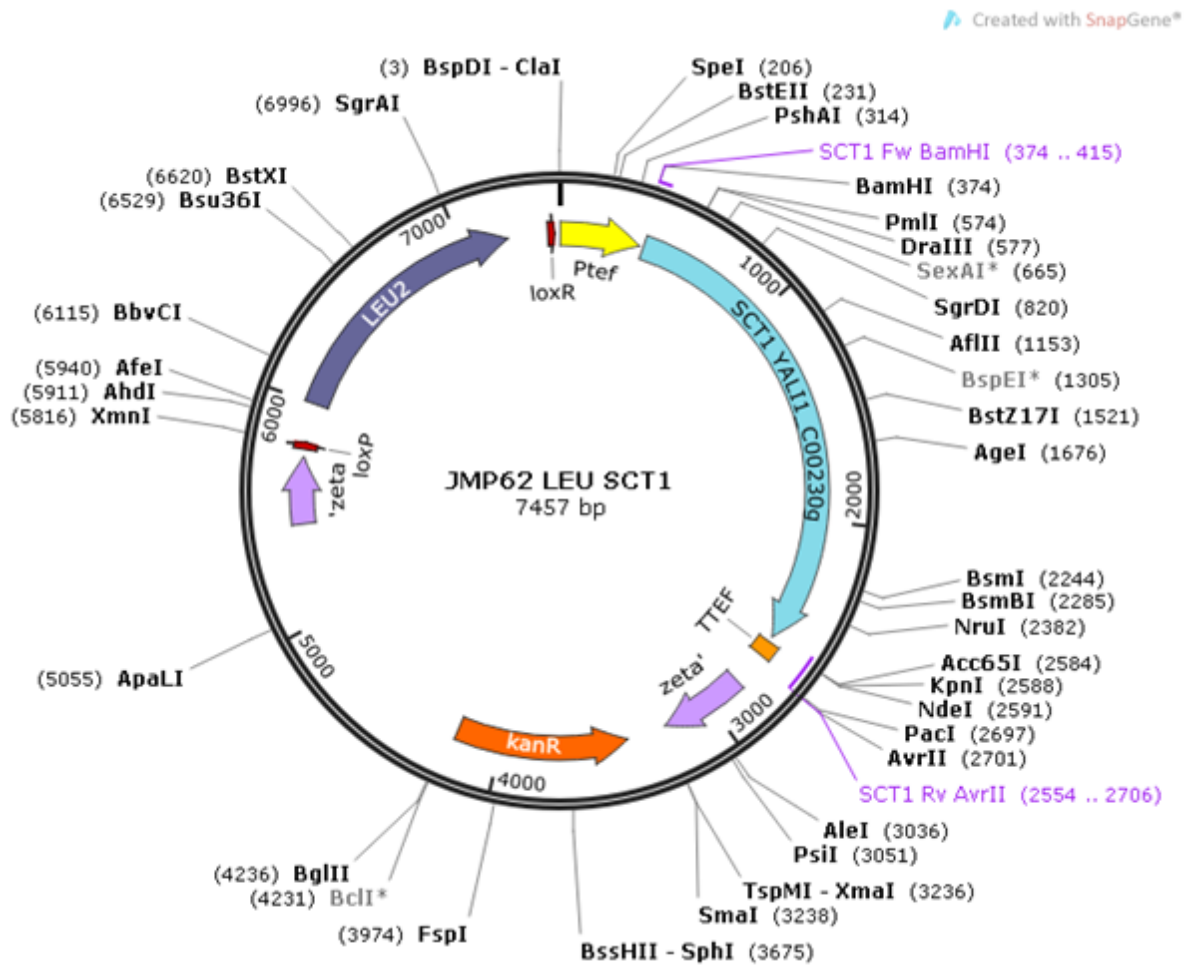 Created with SnapGene®
(3) BspDI - ClaI
(6996) SgrAI
(6620) BstXI
(6529) Bsu36I
(6115) BbvCI
(5940) AfeI
(5911) AhdI
(5816) XmnI
(5055) ApaLI
(4236) BglII
(4231) BclI*
(3974) FspI
SpeI (206)
BstEII (231)
PshAI (314)
SCT1 Fw BamHI (374 .. 415)
BamHI (374)
PmlI (574)
DraIII (577)
SexAI* (665)
SgrDI (820)
AflII (1153)
BspEI* (1305)
BstZ17I (1521)
AgeI (1676)
BsmI (2244)
BsmBI (2285)
NruI (2382)
Acc65I (2584)
KpnI (2588)
NdeI (2591)
PacI (2697)
AvrII (2701)
SCT1 Rv AvrII (2554 .. 2706)
AleI (3036)
PsiI (3051)
TspMI - XmaI (3236)
SmaI (3238)
BssHII - SphI (3675)
1000
2000
3000
4000
5000
6000
7000
LEU2
loxR
Ptef
SCT1 YALI1_C00230g
TTEF
zeta'
kanR
'zeta
loxP
JMP62 LEU SCT1
7457 bp